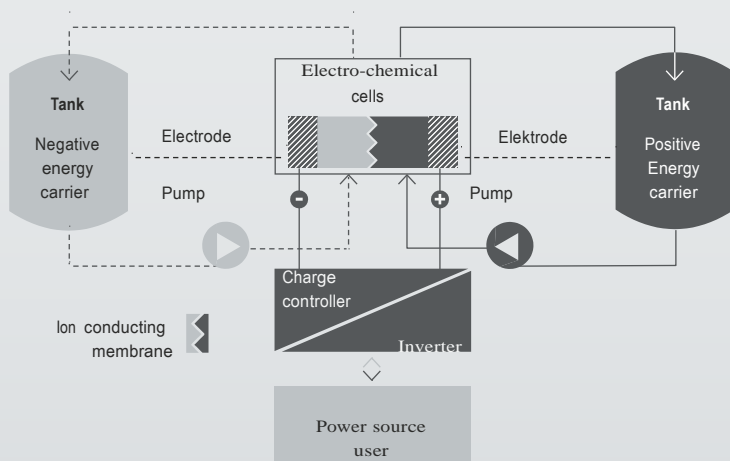 Electro-chemical
cells
Tank
Negative
energy
carrier
Electrode
Elektrode
Tank
Positive
Energy
carrier
Pump
-
+
Pump
Charge
controller
Inverter
Ion conducting
membrane
Power source
user